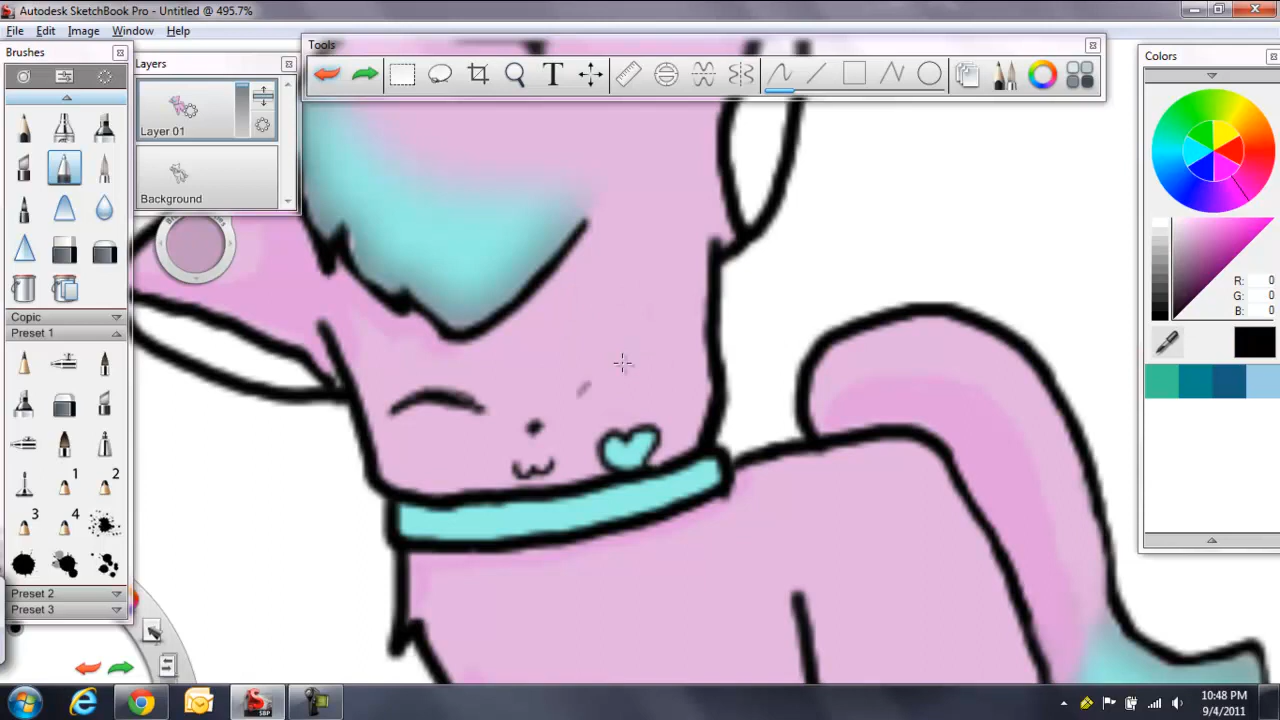 Autodesk SketchBook Pro - Untitled @ 495.7%
File Edit Image Window Help
Brushes
Layers
Tools
Colors
Layer 01
Background
R: 0
G: 0
B: 0
Copic
Preset 1
1
2
3
4
Preset 2
Preset 3
SBP
10:48 PM
9/4/2011